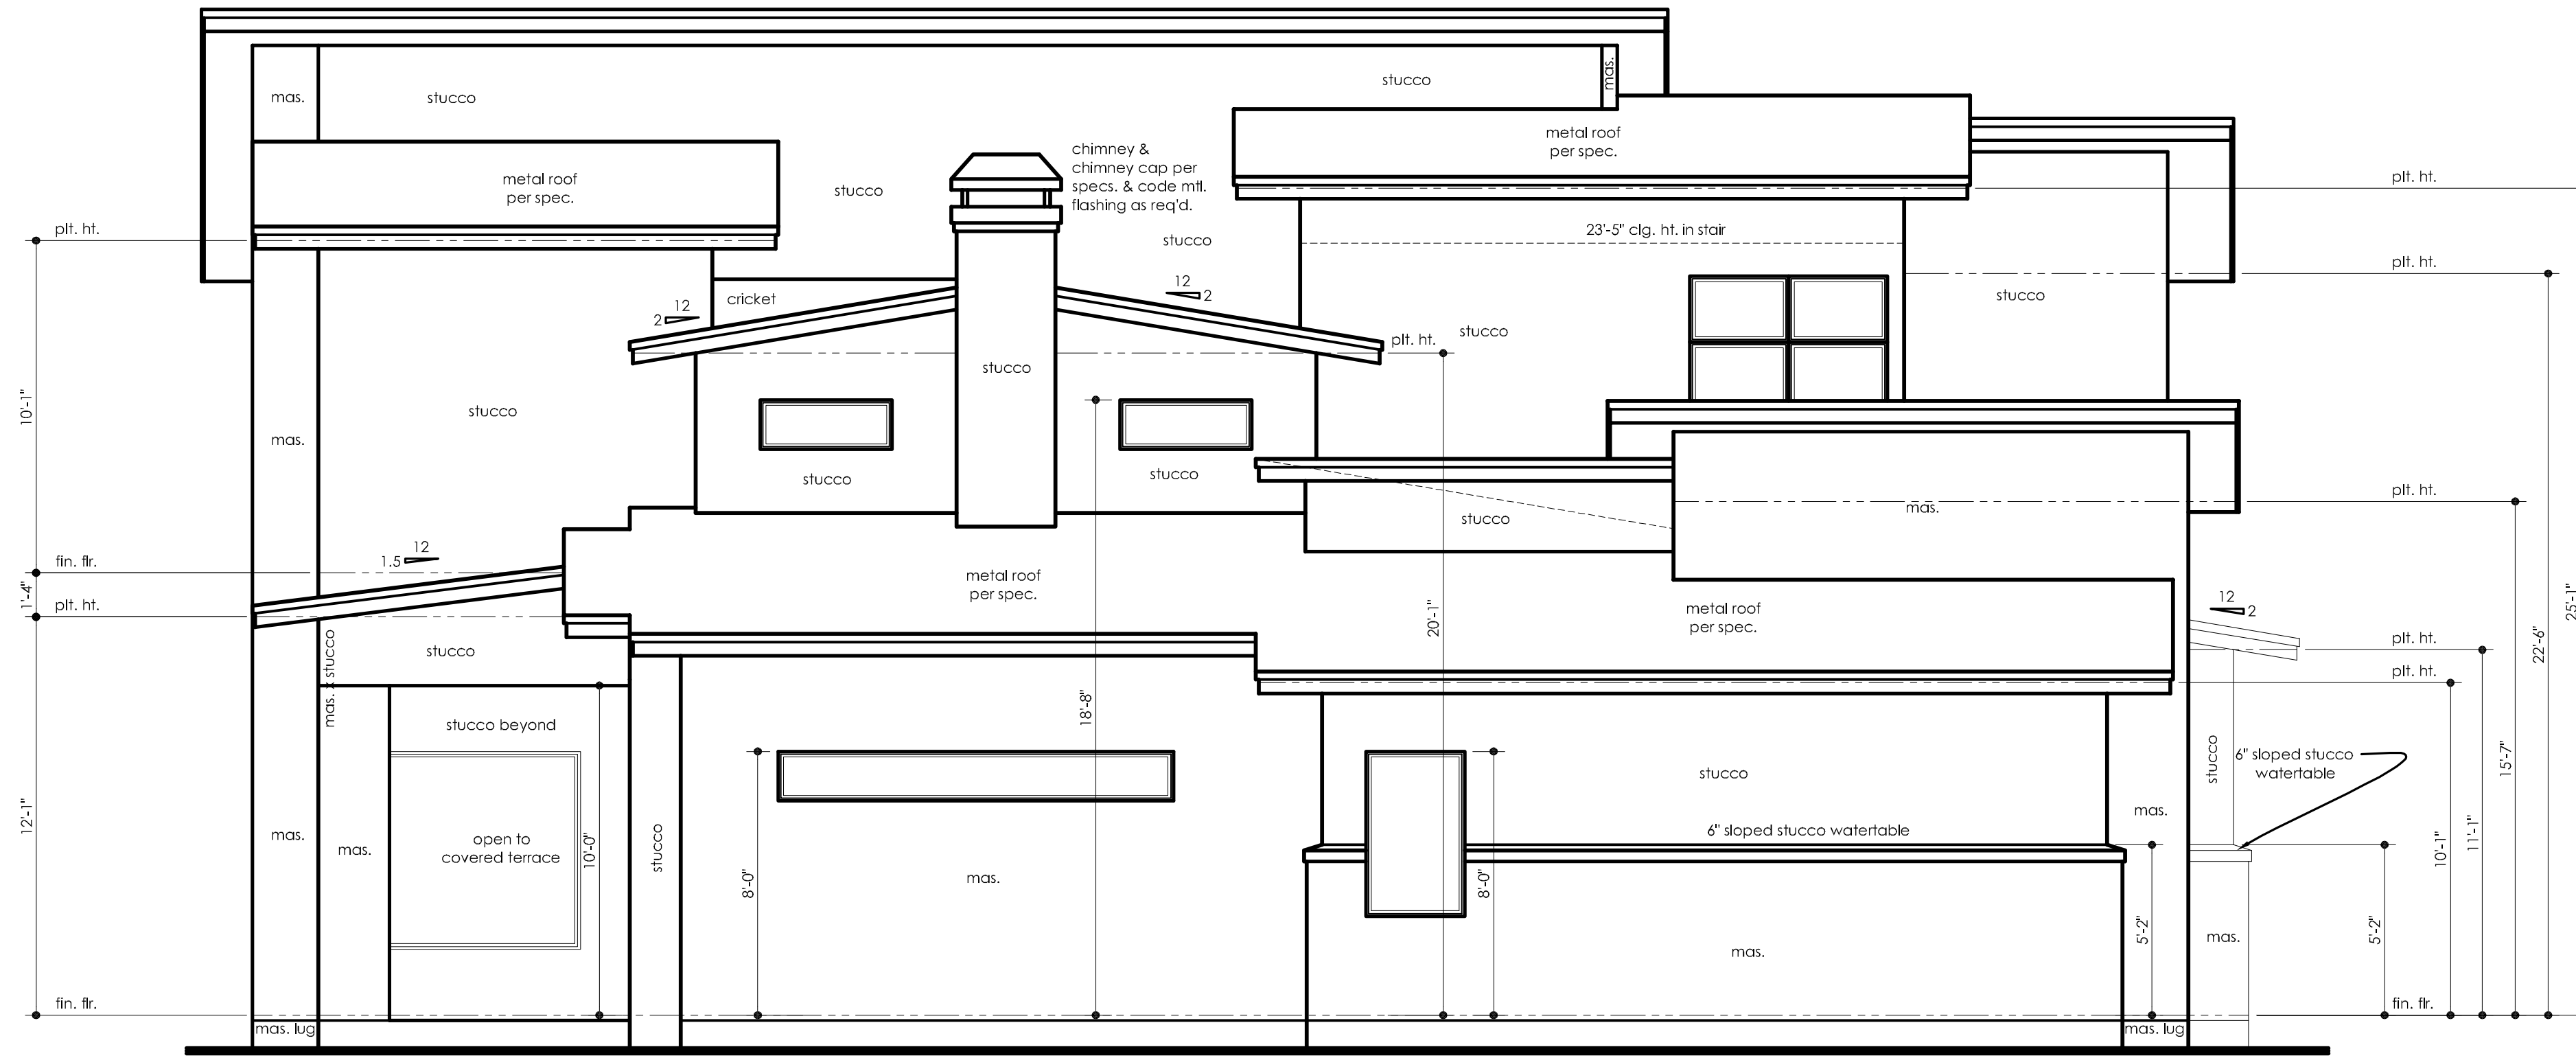 mas.
stucco
stucco
mas.
metal roof
per spec.
chimney &
chimney cap per
specs. & code mtl.
flashing as req'd.
metal roof
per spec.
stucco
plt. ht.
plt. ht.
stucco
23'-5" clg. ht. in stair
plt. ht.
cricket
12
2
12
2
stucco
plt. ht.
stucco
stucco
10'-1"
stucco
mas.
stucco
stucco
20'-1"
18'-8"
stucco
mas.
plt. ht.
25'-1"
22'-6"
15'-7"
11'-1"
10'-1"
fin. flr.
1.5
12
1'-4"
plt. ht.
metal roof
per spec.
metal roof
per spec.
12
2
plt. ht.
plt. ht.
mas. x stucco
stucco
stucco beyond
12'-1"
mas.
mas.
open to
covered terrace
10'-0"
stucco
8'-0"
mas.
8'-0"
stucco
6" sloped stucco watertable
mas.
stucco
6" sloped stucco
watertable
mas.
5'-2"
mas.
5'-2"
fin. flr.
fin. flr.
mas. lug
mas. lug